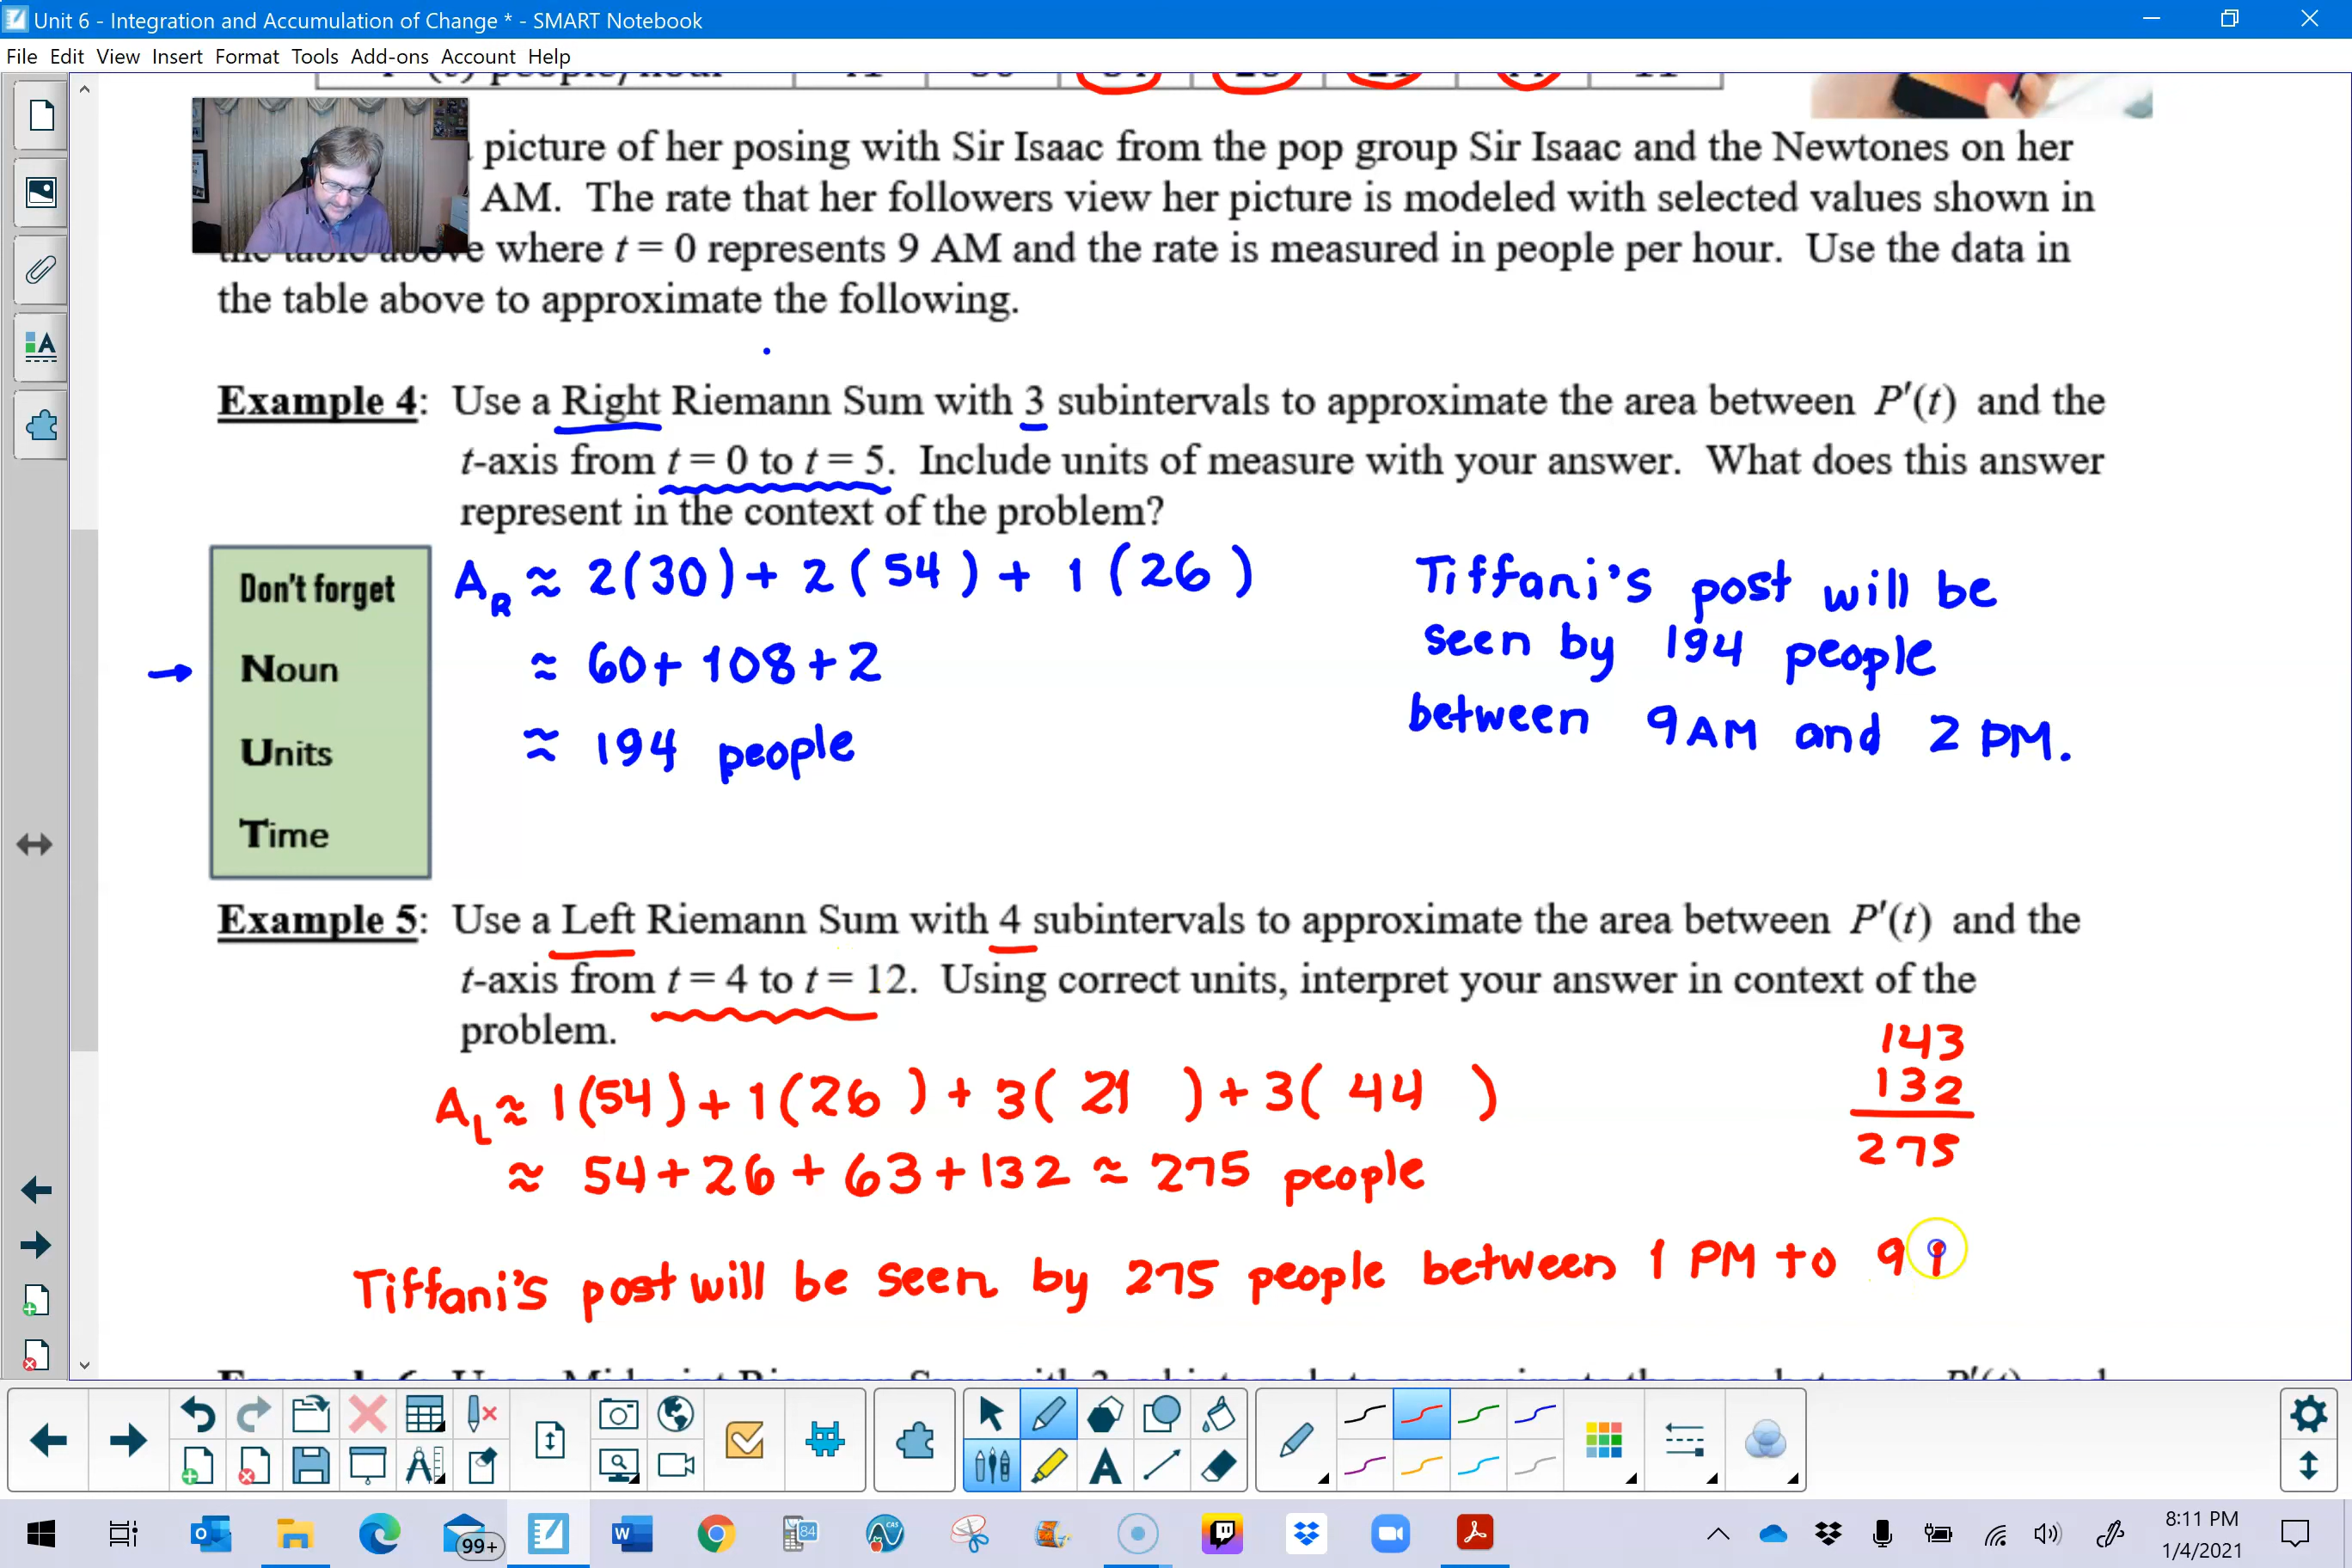 Unit 6 - Integration and Accumulation of Change * - SMART Notebook
File Edit View Insert Format Tools Add-ons Account Help
picture of her posing with Sir Isaac from the pop group Sir Isaac and the Newtones on her
AM. The rate that her followers view her picture is modeled with selected values shown in
the table above where t = 0 represents 9 AM and the rate is measured in people per hour. Use the data in
the table above to approximate the following.
Example 4: Use a Right Riemann Sum with 3 subintervals to approximate the area between P'(t) and the
t-axis from t = 0 to t = 5. Include units of measure with your answer. What does this answer
represent in the context of the problem?
Don't forget
Noun
Units
Time
A_R ≈ 2(30) + 2(54) + 1(26)
≈ 60 + 108 + 2
≈ 194 people
Tiffani's post will be
seen by 194 people
between 9 AM and 2 PM.
Example 5: Use a Left Riemann Sum with 4 subintervals to approximate the area between P'(t) and the
t-axis from t = 4 to t = 12. Using correct units, interpret your answer in context of the
problem.
143
132
275
A_L ≈ 1(54) + 1(26) + 3(21) + 3(44)
≈ 54 + 26 + 63 + 132 ≈ 275 people
Tiffani's post will be seen by 275 people between 1 PM to 9
99+
84
CAS
8:11 PM
1/4/2021